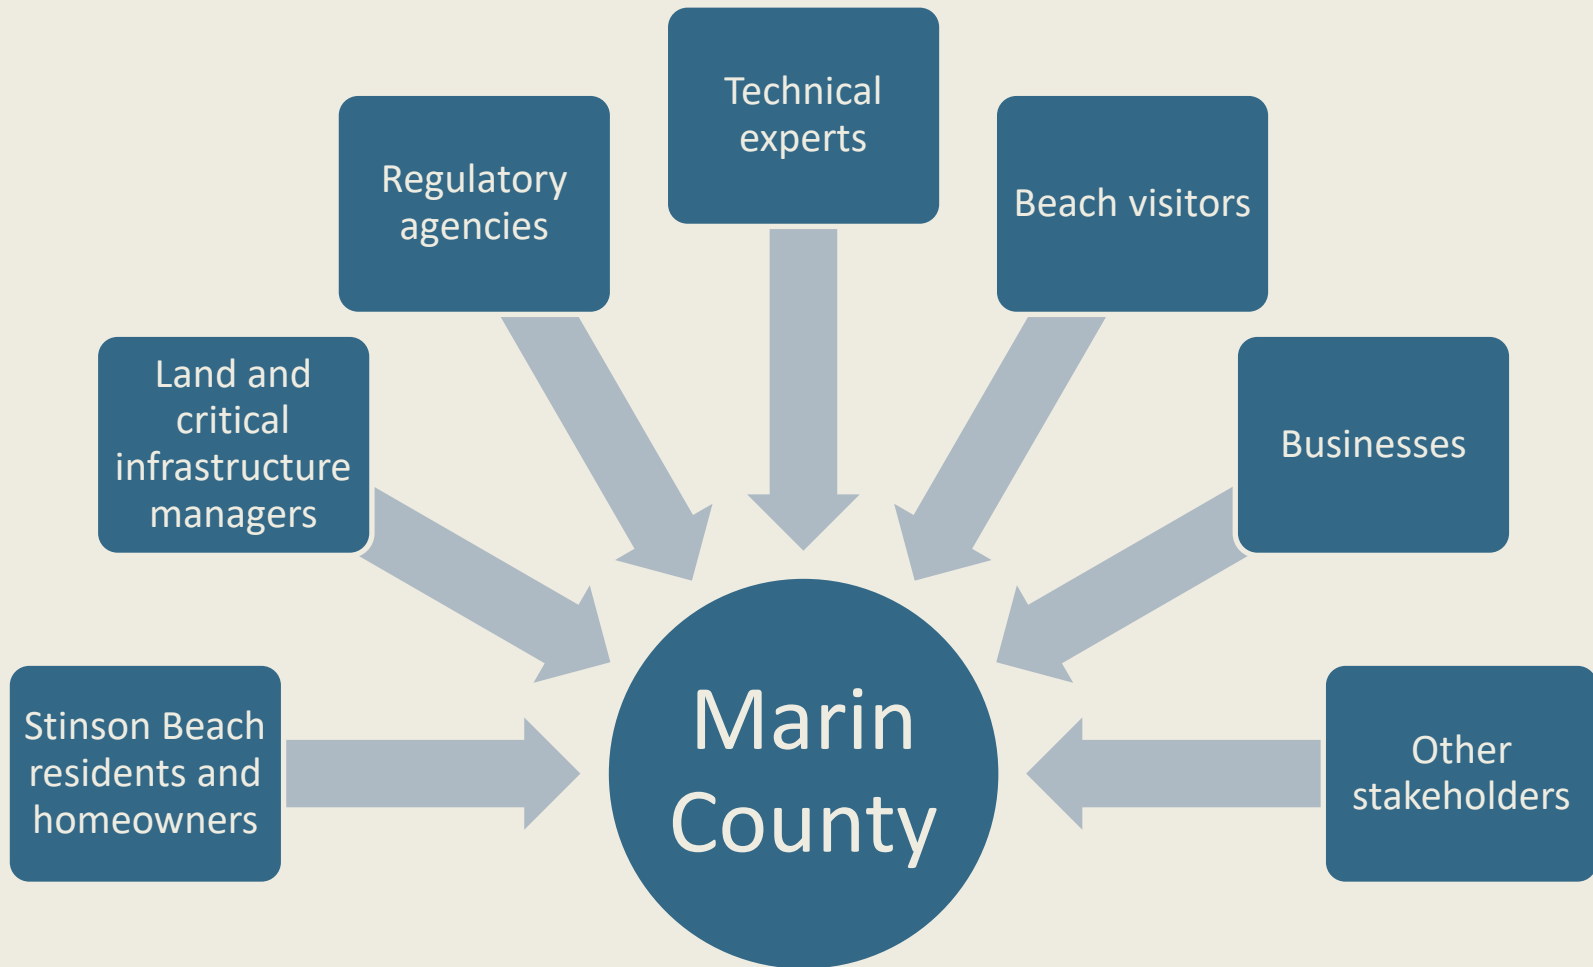 Technical
experts
Regulatory
agencies
Beach visitors
Land and
critical
infrastructure
managers
Businesses
Stinson Beach
residents and
homeowners
Marin
County
Other
stakeholders